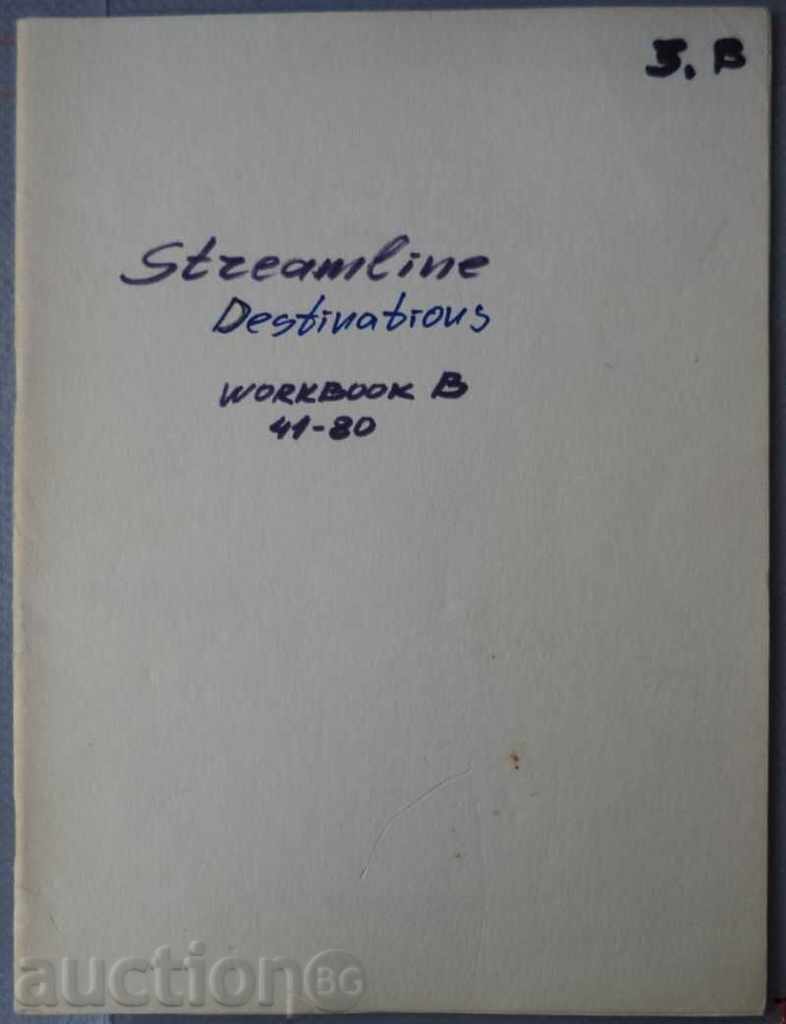 3. B
Streamline
Destinations
WORKBOOK B
41-80
auctionBG